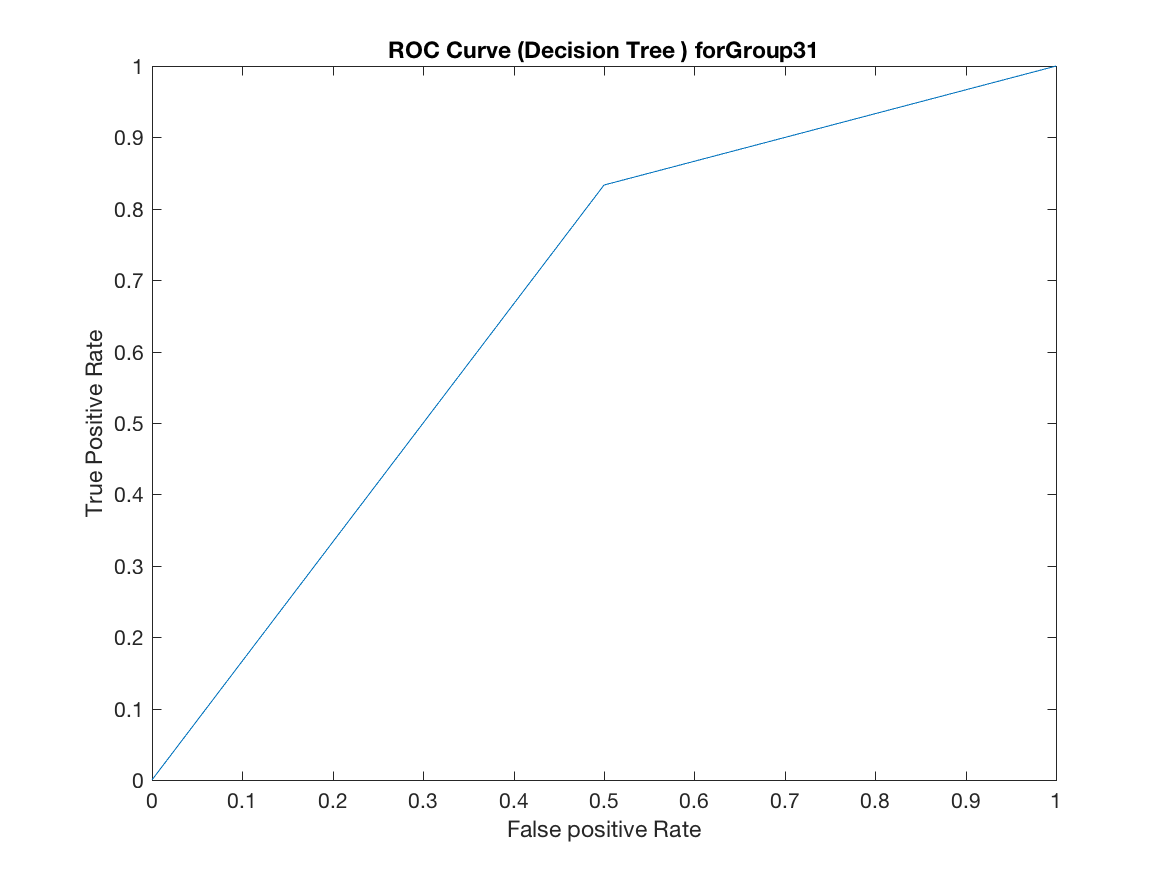 ROC Curve (Decision Tree ) forGroup31
1
0.9
0.8
0.7
0.6
0.5
0.4
0.3
0.2
0.1
0
True Positive Rate
0 0.1 0.2 0.3 0.4 0.5 0.6 0.7 0.8 0.9 1
False positive Rate